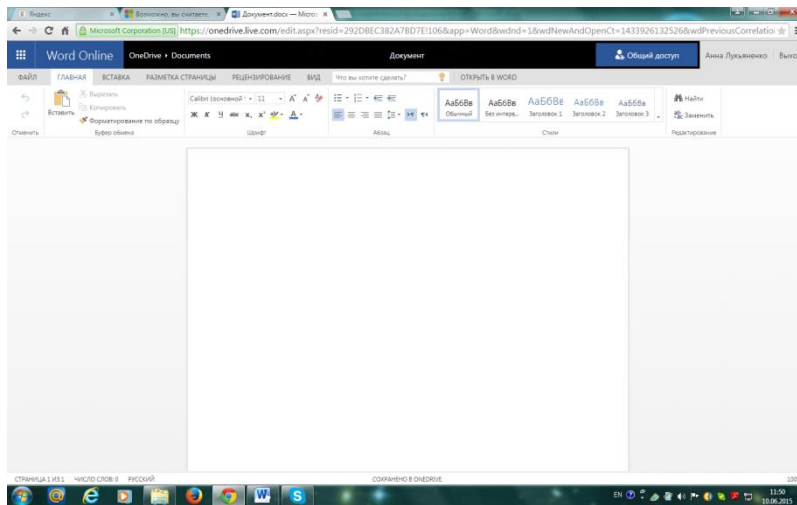 Яндекс Возможно, вы считаете Документ.docx — Micros
Microsoft Corporation [US] https://onedrive.live.com/edit.aspx?resid=292DBEC382A78D7E!106&app=Word&wdnd=1&wdNewAndOpenCt=1433926132526&wdPreviousCorrelatio
Word Online OneDrive Documents Документ Общий доступ Анна Лукьяненко Выхо
ФАЙЛ ГЛАВНАЯ ВСТАВКА РАЗМЕТКА СТРАНИЦЫ РЕЦЕНЗИРОВАНИЕ ВИД Что вы хотите сделать? ОТКРЫТЬ В WORD
Вырезать
Копировать
Вставить
Форматирование по образцу
Calibri (основной 11
Ж К Ч abc x, x² A
АаБбВв АаБбВв АаБбВв АаБбВв АаБбВв
Обычный Без интерв... Заголовок 1 Заголовок 2 Заголовок 3
Найти
Заменить
Отменить Буфер обмена Шрифт Абзац Стили Редактирование
СТРАНИЦА 1 ИЗ 1 ЧИСЛО СЛОВ: 0 РУССКИЙ СОХРАНЕНО В ONEDRIVE 100
EN 11:50
10.06.2015